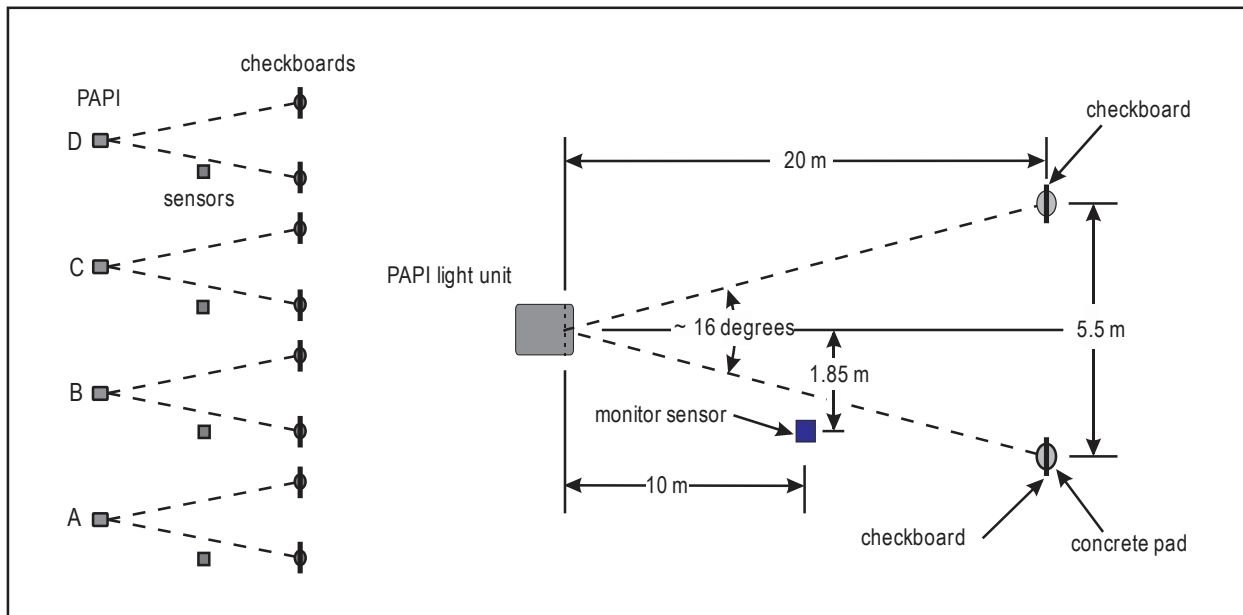 checkboards
PAPI
D
sensors
C
B
A
checkboard
20 m
PAPI light unit
~ 16 degrees
5.5 m
1.85 m
monitor sensor
10 m
checkboard
concrete pad